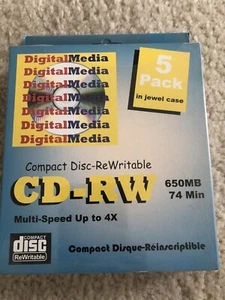 DigitalMedia
DigitalMedia
DigitalMedia
DigitalMedia
DigitalMedia
DigitalMedia
DigitalMedia
5
Pack
in jewel case
Compact Disc-ReWritable
CD-RW
650MB
74 Min
Multi-Speed Up to 4X
COMPACT
disc
ReWritable
Compact Disque-Réinscriptible